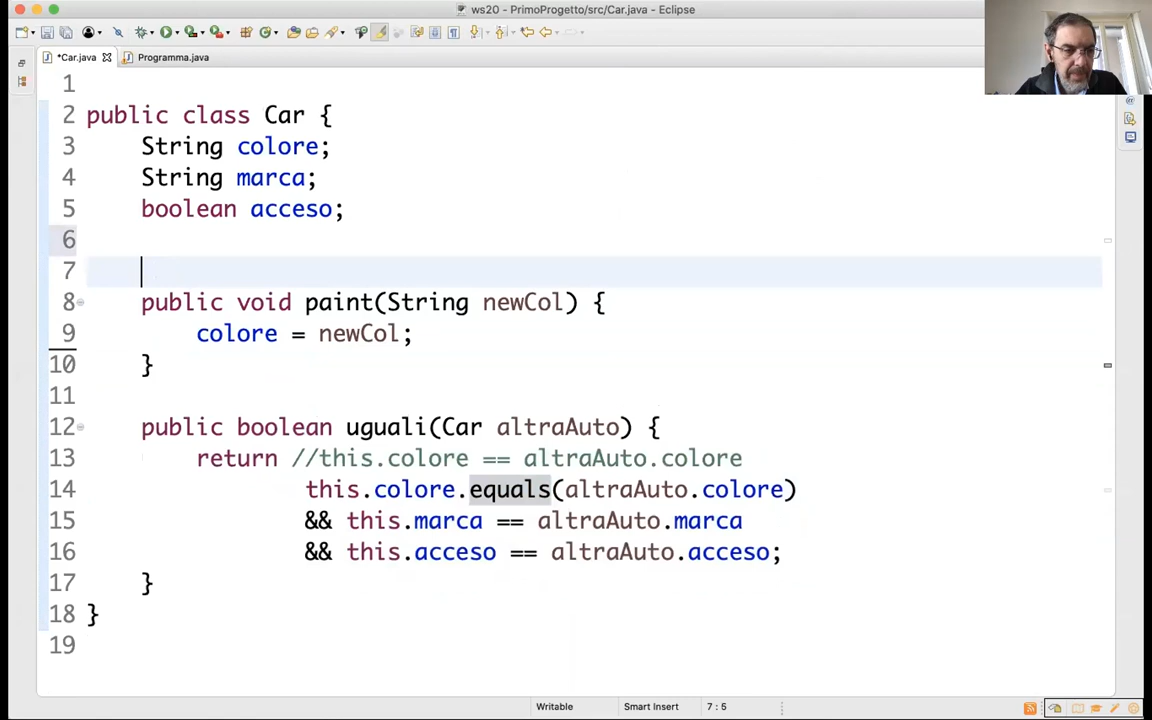 ws20 - PrimoProgetto/src/Car.java - Eclipse
*Car.java
Programma.java
1
2 public class Car {
3 String colore;
4 String marca;
5 boolean acceso;
6
7
8 public void paint(String newCol) {
9 colore = newCol;
10 }
11
12 public boolean uguali(Car altraAuto) {
13 return //this.colore == altraAuto.colore
14 this.colore.equals(altraAuto.colore)
15 && this.marca == altraAuto.marca
16 && this.acceso == altraAuto.acceso;
17 }
18 }
19
Writable Smart Insert 7 : 5